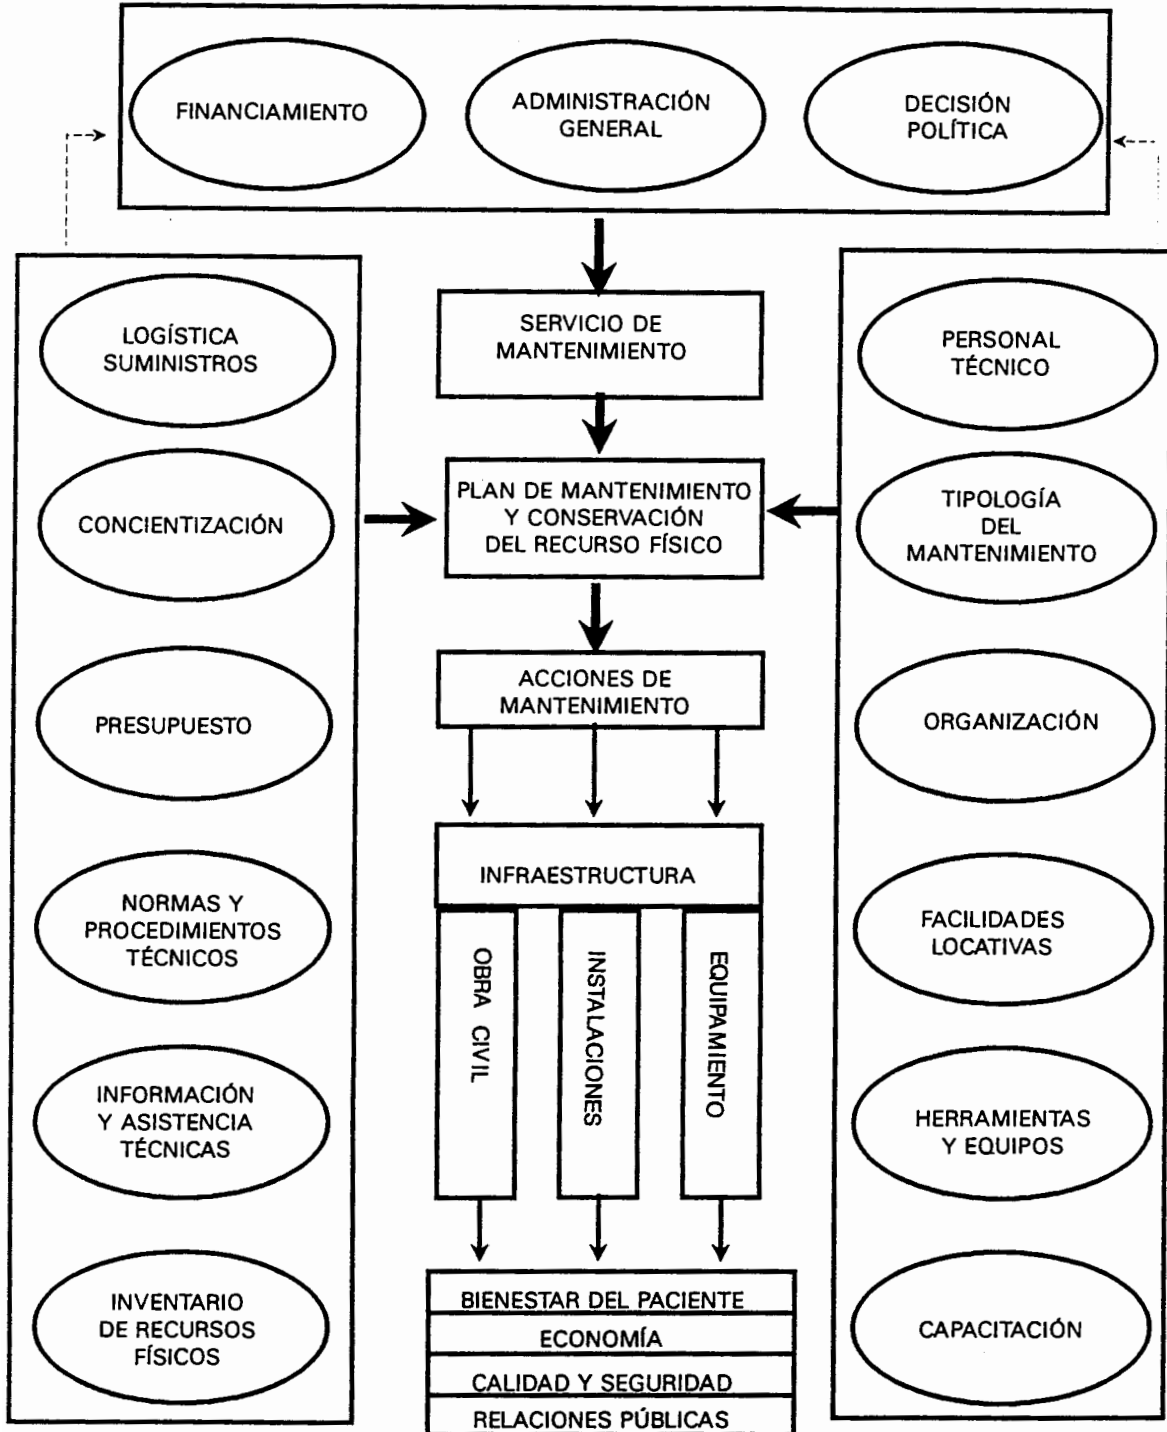 FINANCIAMIENTO
ADMINISTRACIÓN
GENERAL
DECISIÓN
POLÍTICA
LOGÍSTICA
SUMINISTROS
CONCIENTIZACIÓN
PRESUPUESTO
NORMAS Y
PROCEDIMIENTOS
TÉCNICOS
INFORMACIÓN
Y ASISTENCIA
TÉCNICAS
INVENTARIO
DE RECURSOS
FÍSICOS
SERVICIO DE
MANTENIMIENTO
PLAN DE MANTENIMIENTO
Y CONSERVACIÓN
DEL RECURSO FÍSICO
ACCIONES DE
MANTENIMIENTO
INFRAESTRUCTURA
OBRA CIVIL
INSTALACIONES
EQUIPAMIENTO
BIENESTAR DEL PACIENTE
ECONOMÍA
CALIDAD Y SEGURIDAD
RELACIONES PÚBLICAS
PERSONAL
TÉCNICO
TIPOLOGÍA
DEL
MANTENIMIENTO
ORGANIZACIÓN
FACILIDADES
LOCATIVAS
HERRAMIENTAS
Y EQUIPOS
CAPACITACIÓN